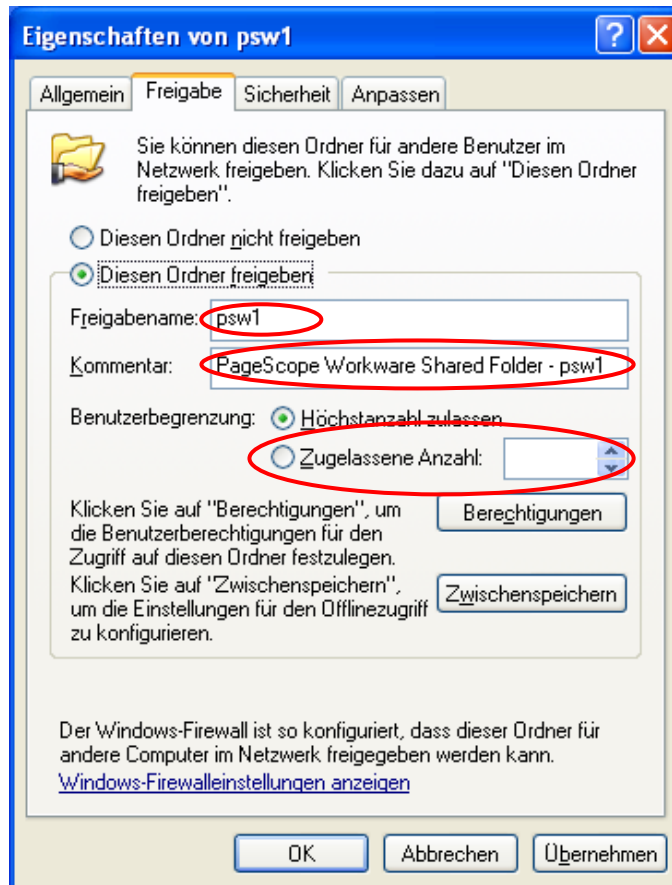 Eigenschaften von psw1
Allgemein Freigabe Sicherheit Anpassen
Sie können diesen Ordner für andere Benutzer im
Netzwerk freigeben. Klicken Sie dazu auf "Diesen Ordner
freigeben".
Diesen Ordner nicht freigeben
Diesen Ordner freigeben
Freigabename: psw1
Kommentar: PageScope Workware Shared Folder - psw1
Benutzerbegrenzung: Höchstanzahl zulassen
Zugelassene Anzahl:
Klicken Sie auf "Berechtigungen", um
die Benutzerberechtigungen für den
Zugriff auf diesen Ordner festzulegen.
Berechtigungen
Klicken Sie auf "Zwischenspeichern",
um die Einstellungen für den Offlinezugriff
zu konfigurieren.
Zwischenspeichern
Der Windows-Firewall ist so konfiguriert, dass dieser Ordner für
andere Computer im Netzwerk freigegeben werden kann.
Windows-Firewalleinstellungen anzeigen
OK Abbrechen Übernehmen